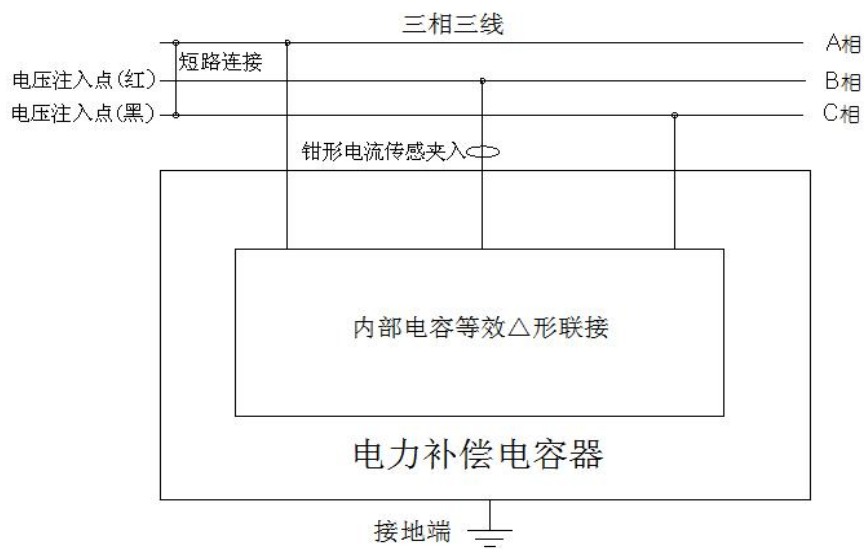 三相三线
A相
短路连接
电压注入点(红)
B相
电压注入点(黑)
C相
钳形电流传感夹入
内部电容等效△形联接
电力补偿电容器
接地端